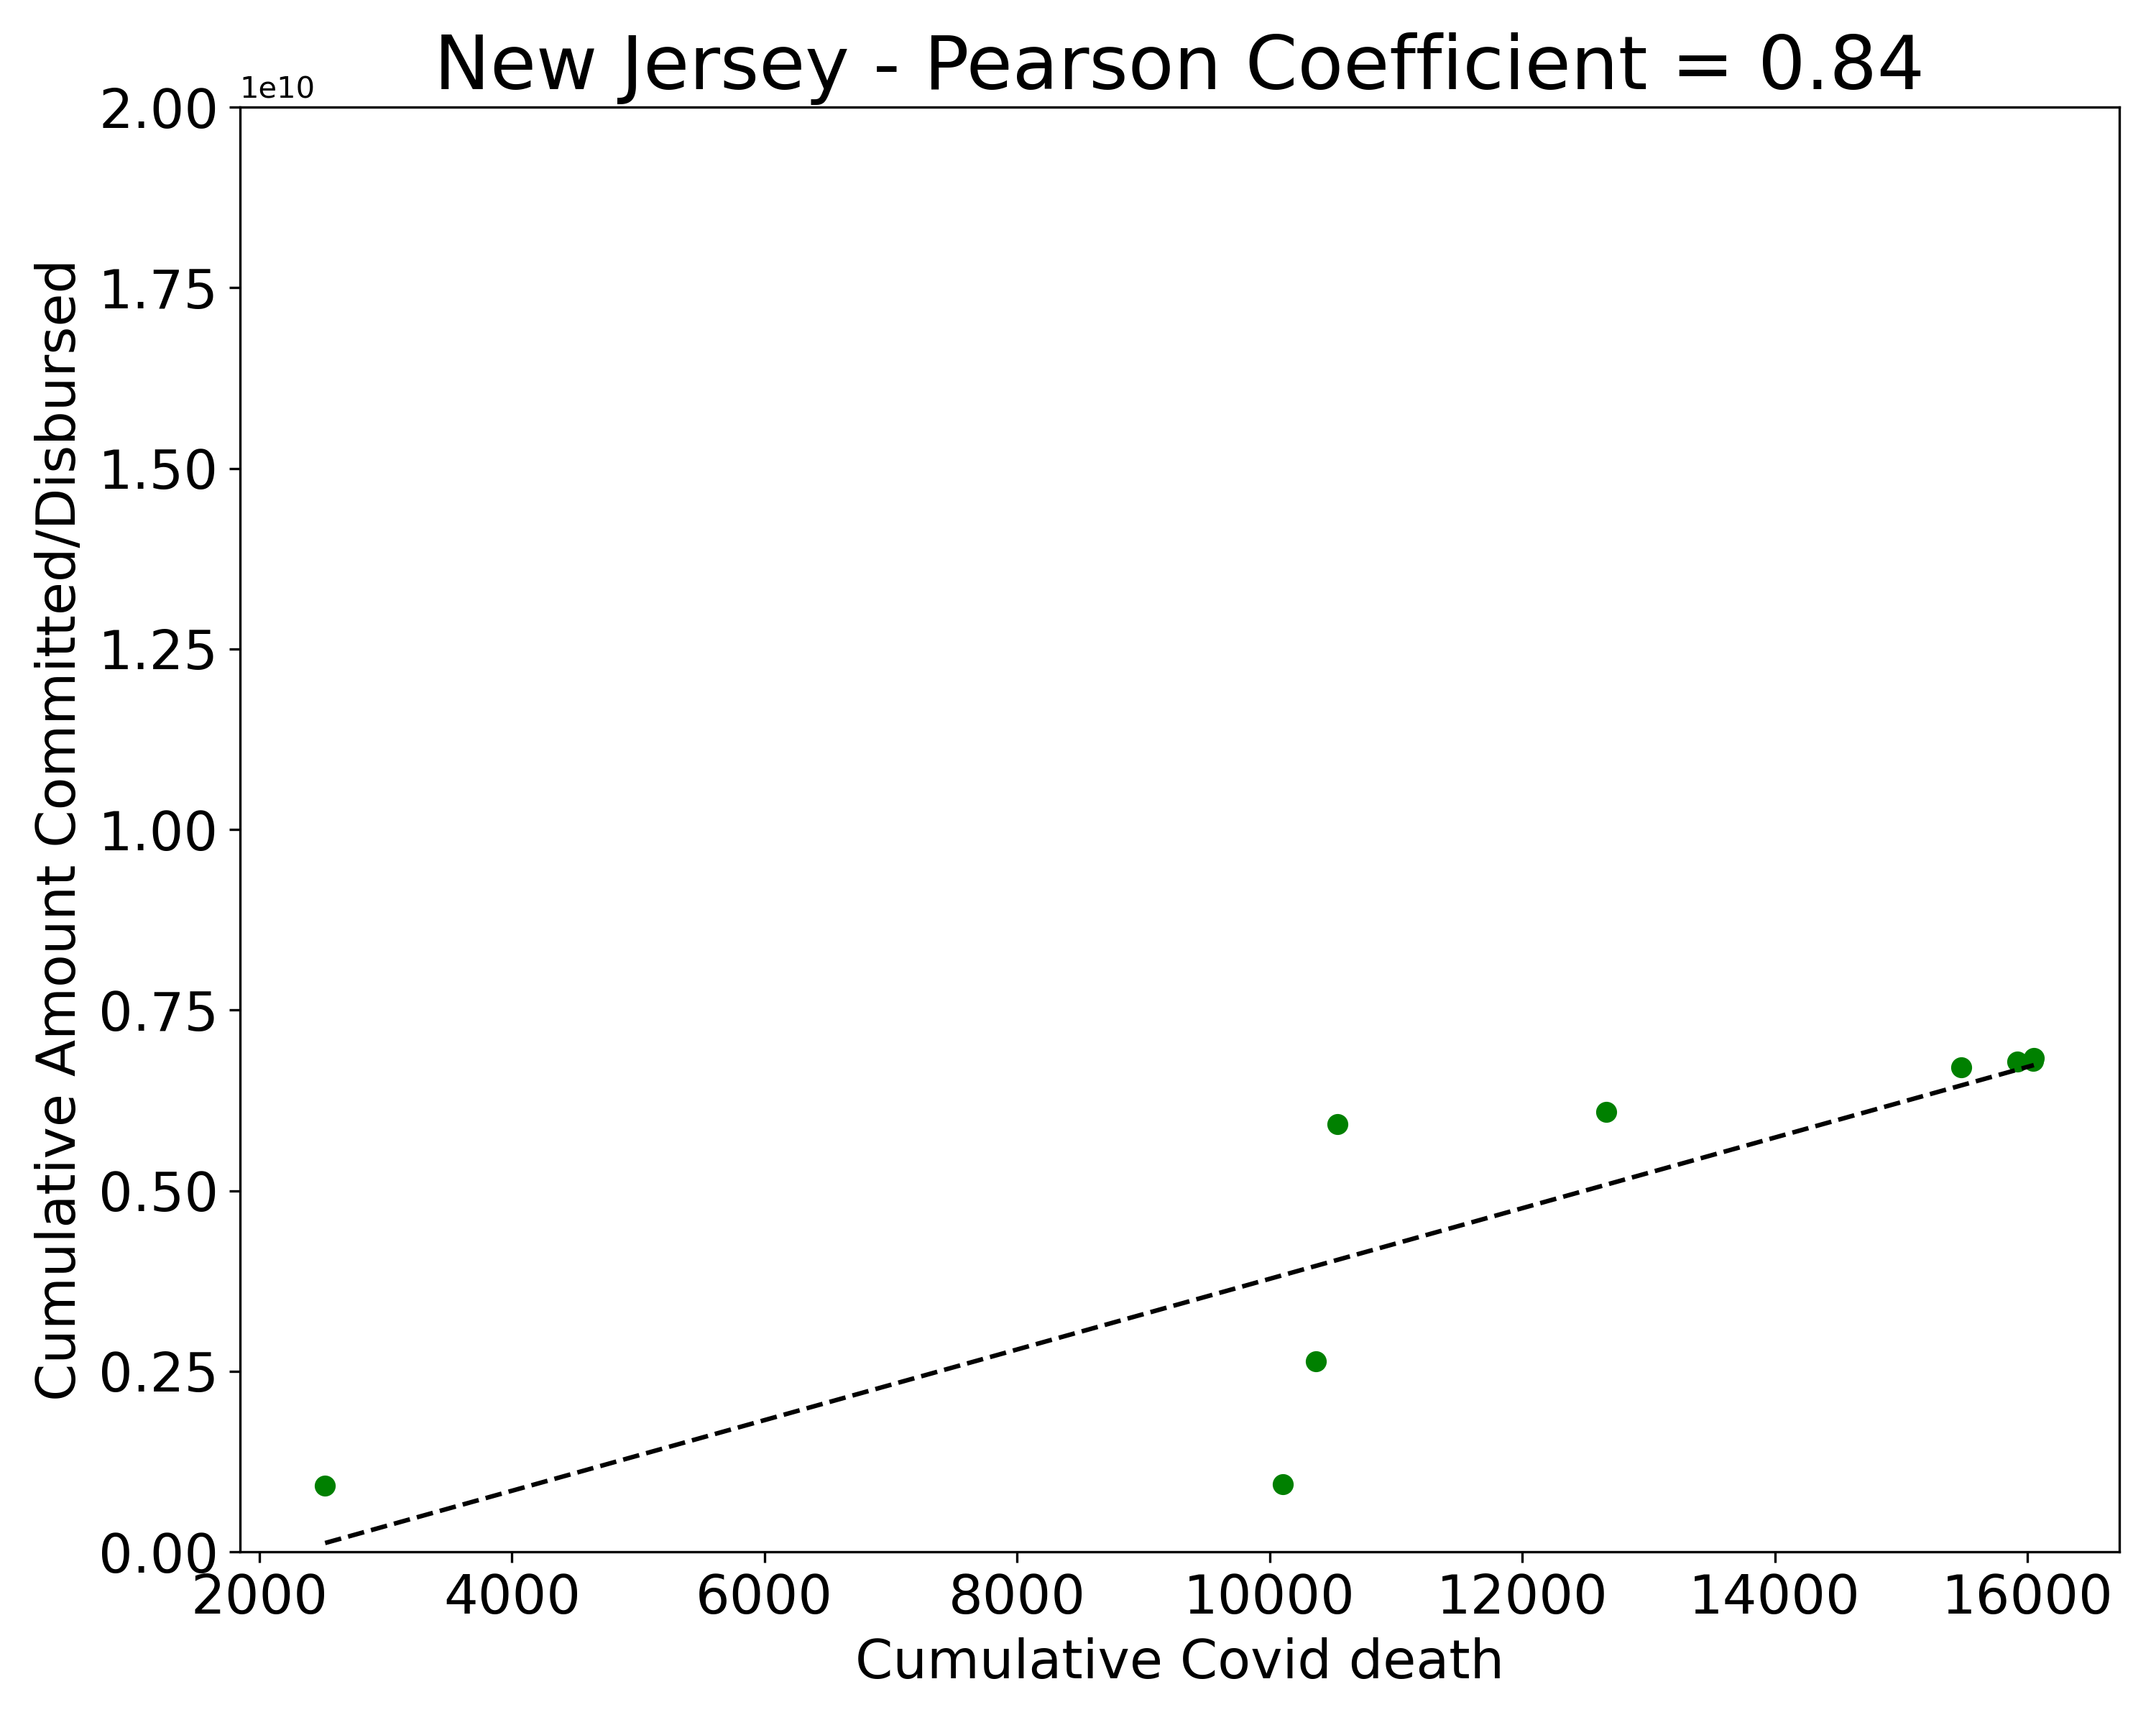 New Jersey - Pearson Coefficient = 0.84
1e10
2.00
1.75
1.50
1.25
1.00
0.75
0.50
0.25
0.00
Cumulative Amount Committed/Disbursed
2000 4000 6000 8000 10000 12000 14000 16000
Cumulative Covid death